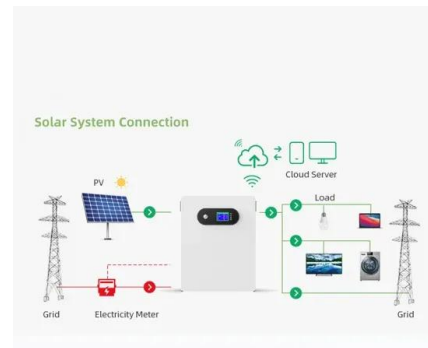 Solar System Connection
Cloud Server
PV
Load
Grid
Electricity Meter
Grid